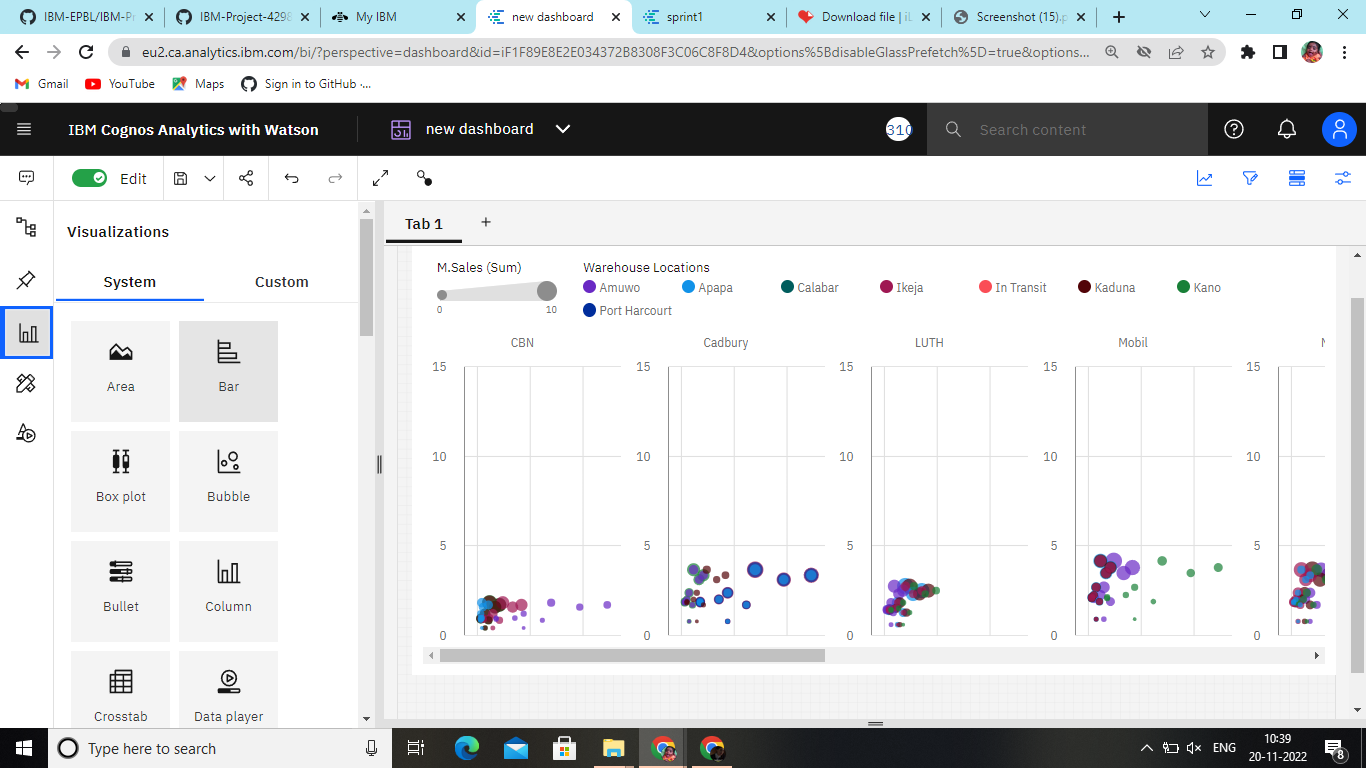 IBM-EPBL/IBM-Pr
IBM-Project-4298
My IBM
new dashboard
sprint1
Download file | iL
Screenshot (15).p
eu2.ca.analytics.ibm.com/bi/?perspective=dashboard&id=iF1F89E8E2E034372B8308F3C06C8F8D4&options%5BdisableGlassPrefetch%5D=true&options...
Gmail
YouTube
Maps
Sign in to GitHub ·...
IBM Cognos Analytics with Watson
new dashboard
310
Search content
Edit
Visualizations
System
Custom
Area
Bar
Box plot
Bubble
Bullet
Column
Crosstab
Data player
Tab 1
M.Sales (Sum)
0
10
Warehouse Locations
Amuwo
Apapa
Calabar
Ikeja
In Transit
Kaduna
Kano
Port Harcourt
CBN
Cadbury
LUTH
Mobil
15
15
15
15
15
10
10
10
10
10
5
5
5
5
5
0
0
0
0
0
Type here to search
ENG
10:39
20-11-2022
8